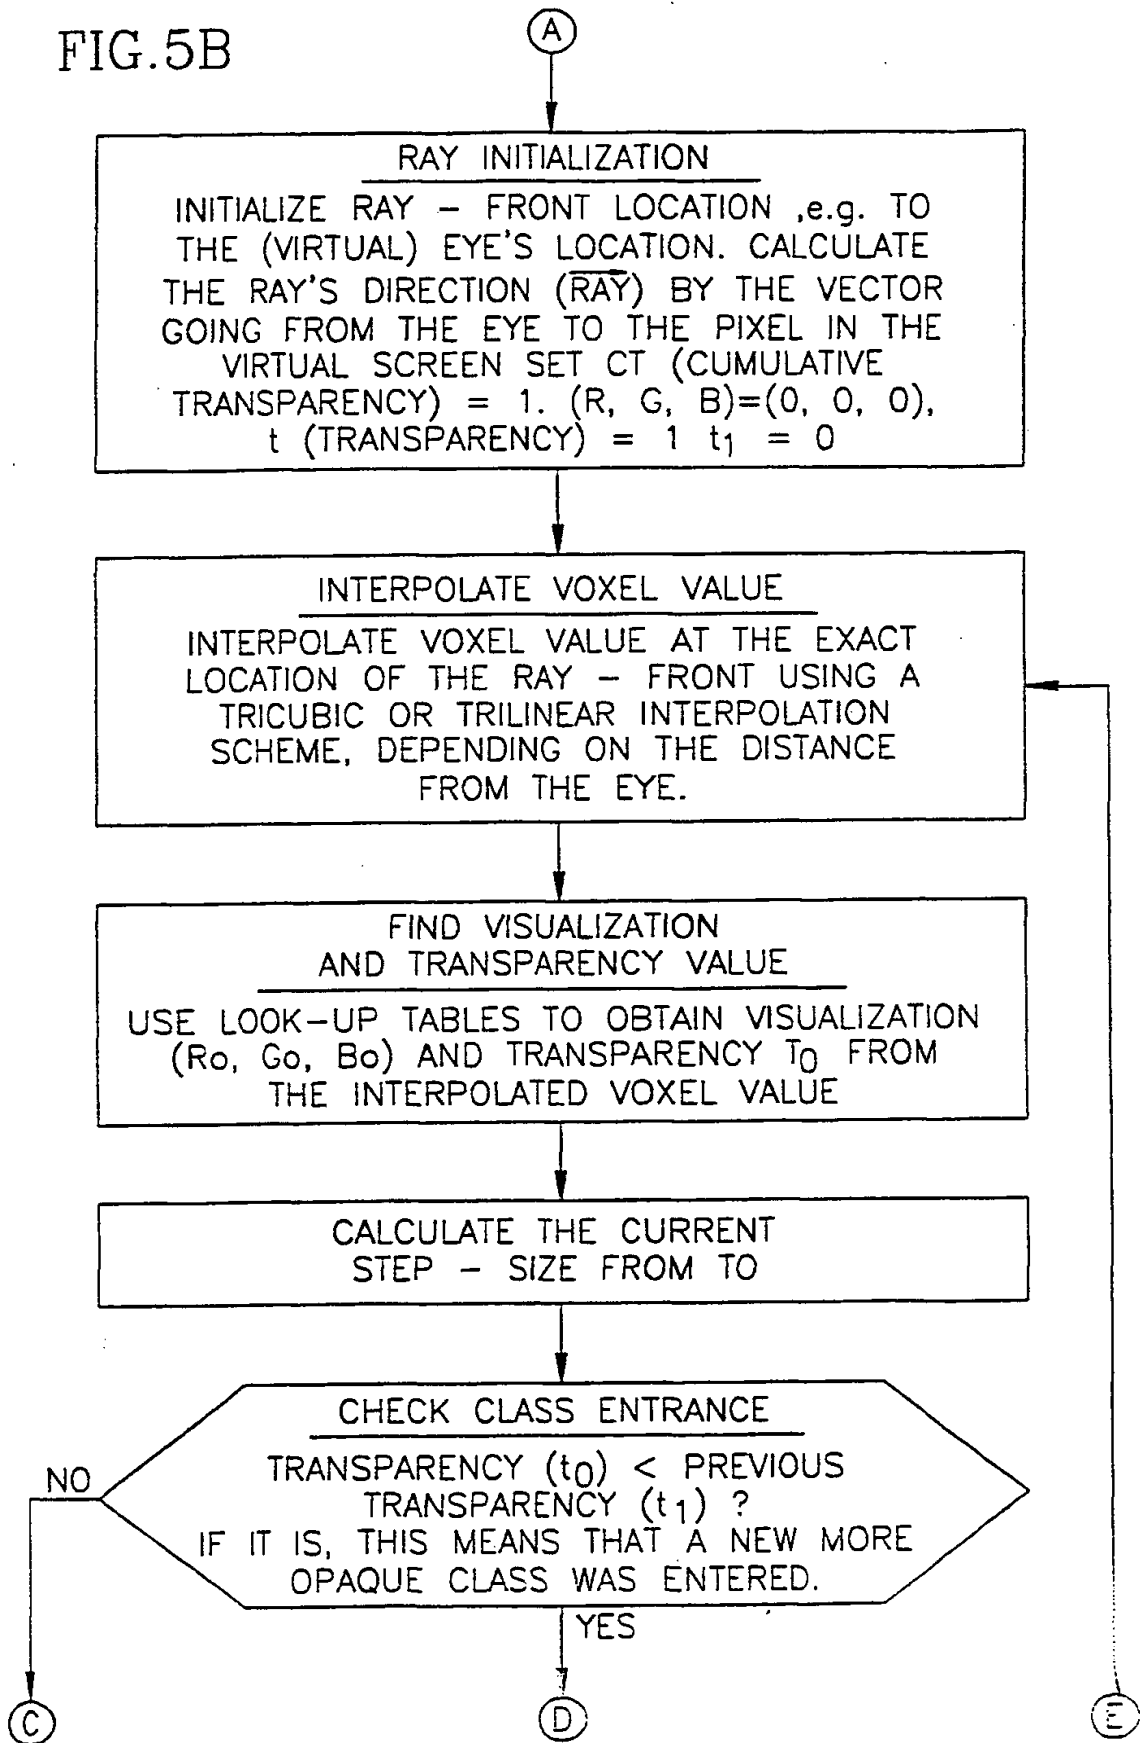 FIG.5B
A
RAY INITIALIZATION
INITIALIZE RAY – FRONT LOCATION ,e.g. TO
THE (VIRTUAL) EYE'S LOCATION. CALCULATE
THE RAY'S DIRECTION (RAY) BY THE VECTOR
GOING FROM THE EYE TO THE PIXEL IN THE
VIRTUAL SCREEN SET CT (CUMULATIVE
TRANSPARENCY) = 1. (R, G, B)=(0, 0, 0),
t (TRANSPARENCY) = 1 t1 = 0
INTERPOLATE VOXEL VALUE
INTERPOLATE VOXEL VALUE AT THE EXACT
LOCATION OF THE RAY – FRONT USING A
TRICUBIC OR TRILINEAR INTERPOLATION
SCHEME, DEPENDING ON THE DISTANCE
FROM THE EYE.
FIND VISUALIZATION
AND TRANSPARENCY VALUE
USE LOOK–UP TABLES TO OBTAIN VISUALIZATION
(Ro, Go, Bo) AND TRANSPARENCY T0 FROM
THE INTERPOLATED VOXEL VALUE
CALCULATE THE CURRENT
STEP – SIZE FROM TO
CHECK CLASS ENTRANCE
TRANSPARENCY (t0) < PREVIOUS
TRANSPARENCY (t1) ?
IF IT IS, THIS MEANS THAT A NEW MORE
OPAQUE CLASS WAS ENTERED.
NO
YES
C
D
E